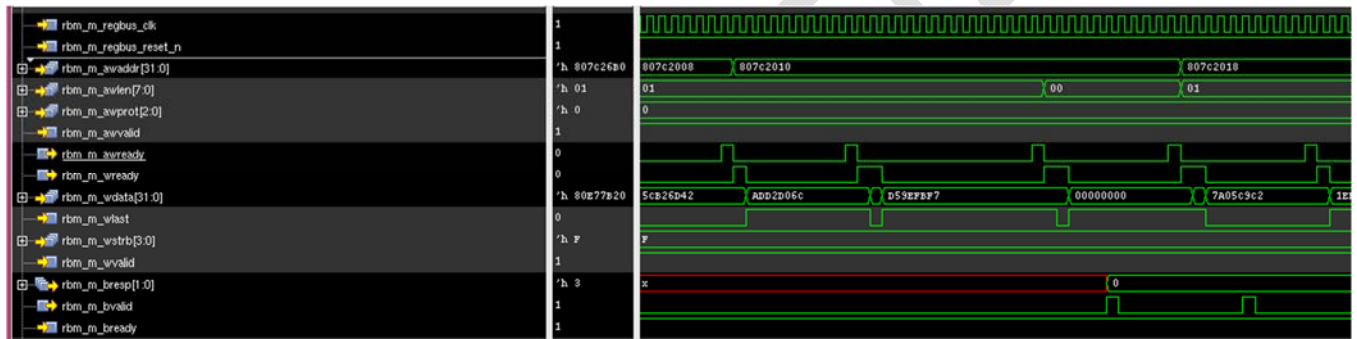 rbm_m_regbus_clk 1
rbm_m_regbus_reset_n 1
rbm_m_awaddr[31:0] 'h 807c26B0 807c2008 807c2010 807c2018
rbm_m_awlen[7:0] 'h 01 01 00 01
rbm_m_awprot[2:0] 'h 0 0
rbm_m_awvalid 1
rbm_m_awready 0
rbm_m_wready 0
rbm_m_wdata[31:0] 'h 80E77B20 5CB26D42 ADD2D06C D59EFBF7 00000000 7A05C9C2 1E
rbm_m_wlast 0
rbm_m_wstrb[3:0] 'h F F
rbm_m_wvalid 1
rbm_m_bresp[1:0] 'h 3 x 0
rbm_m_bvalid 1
rbm_m_bready 1